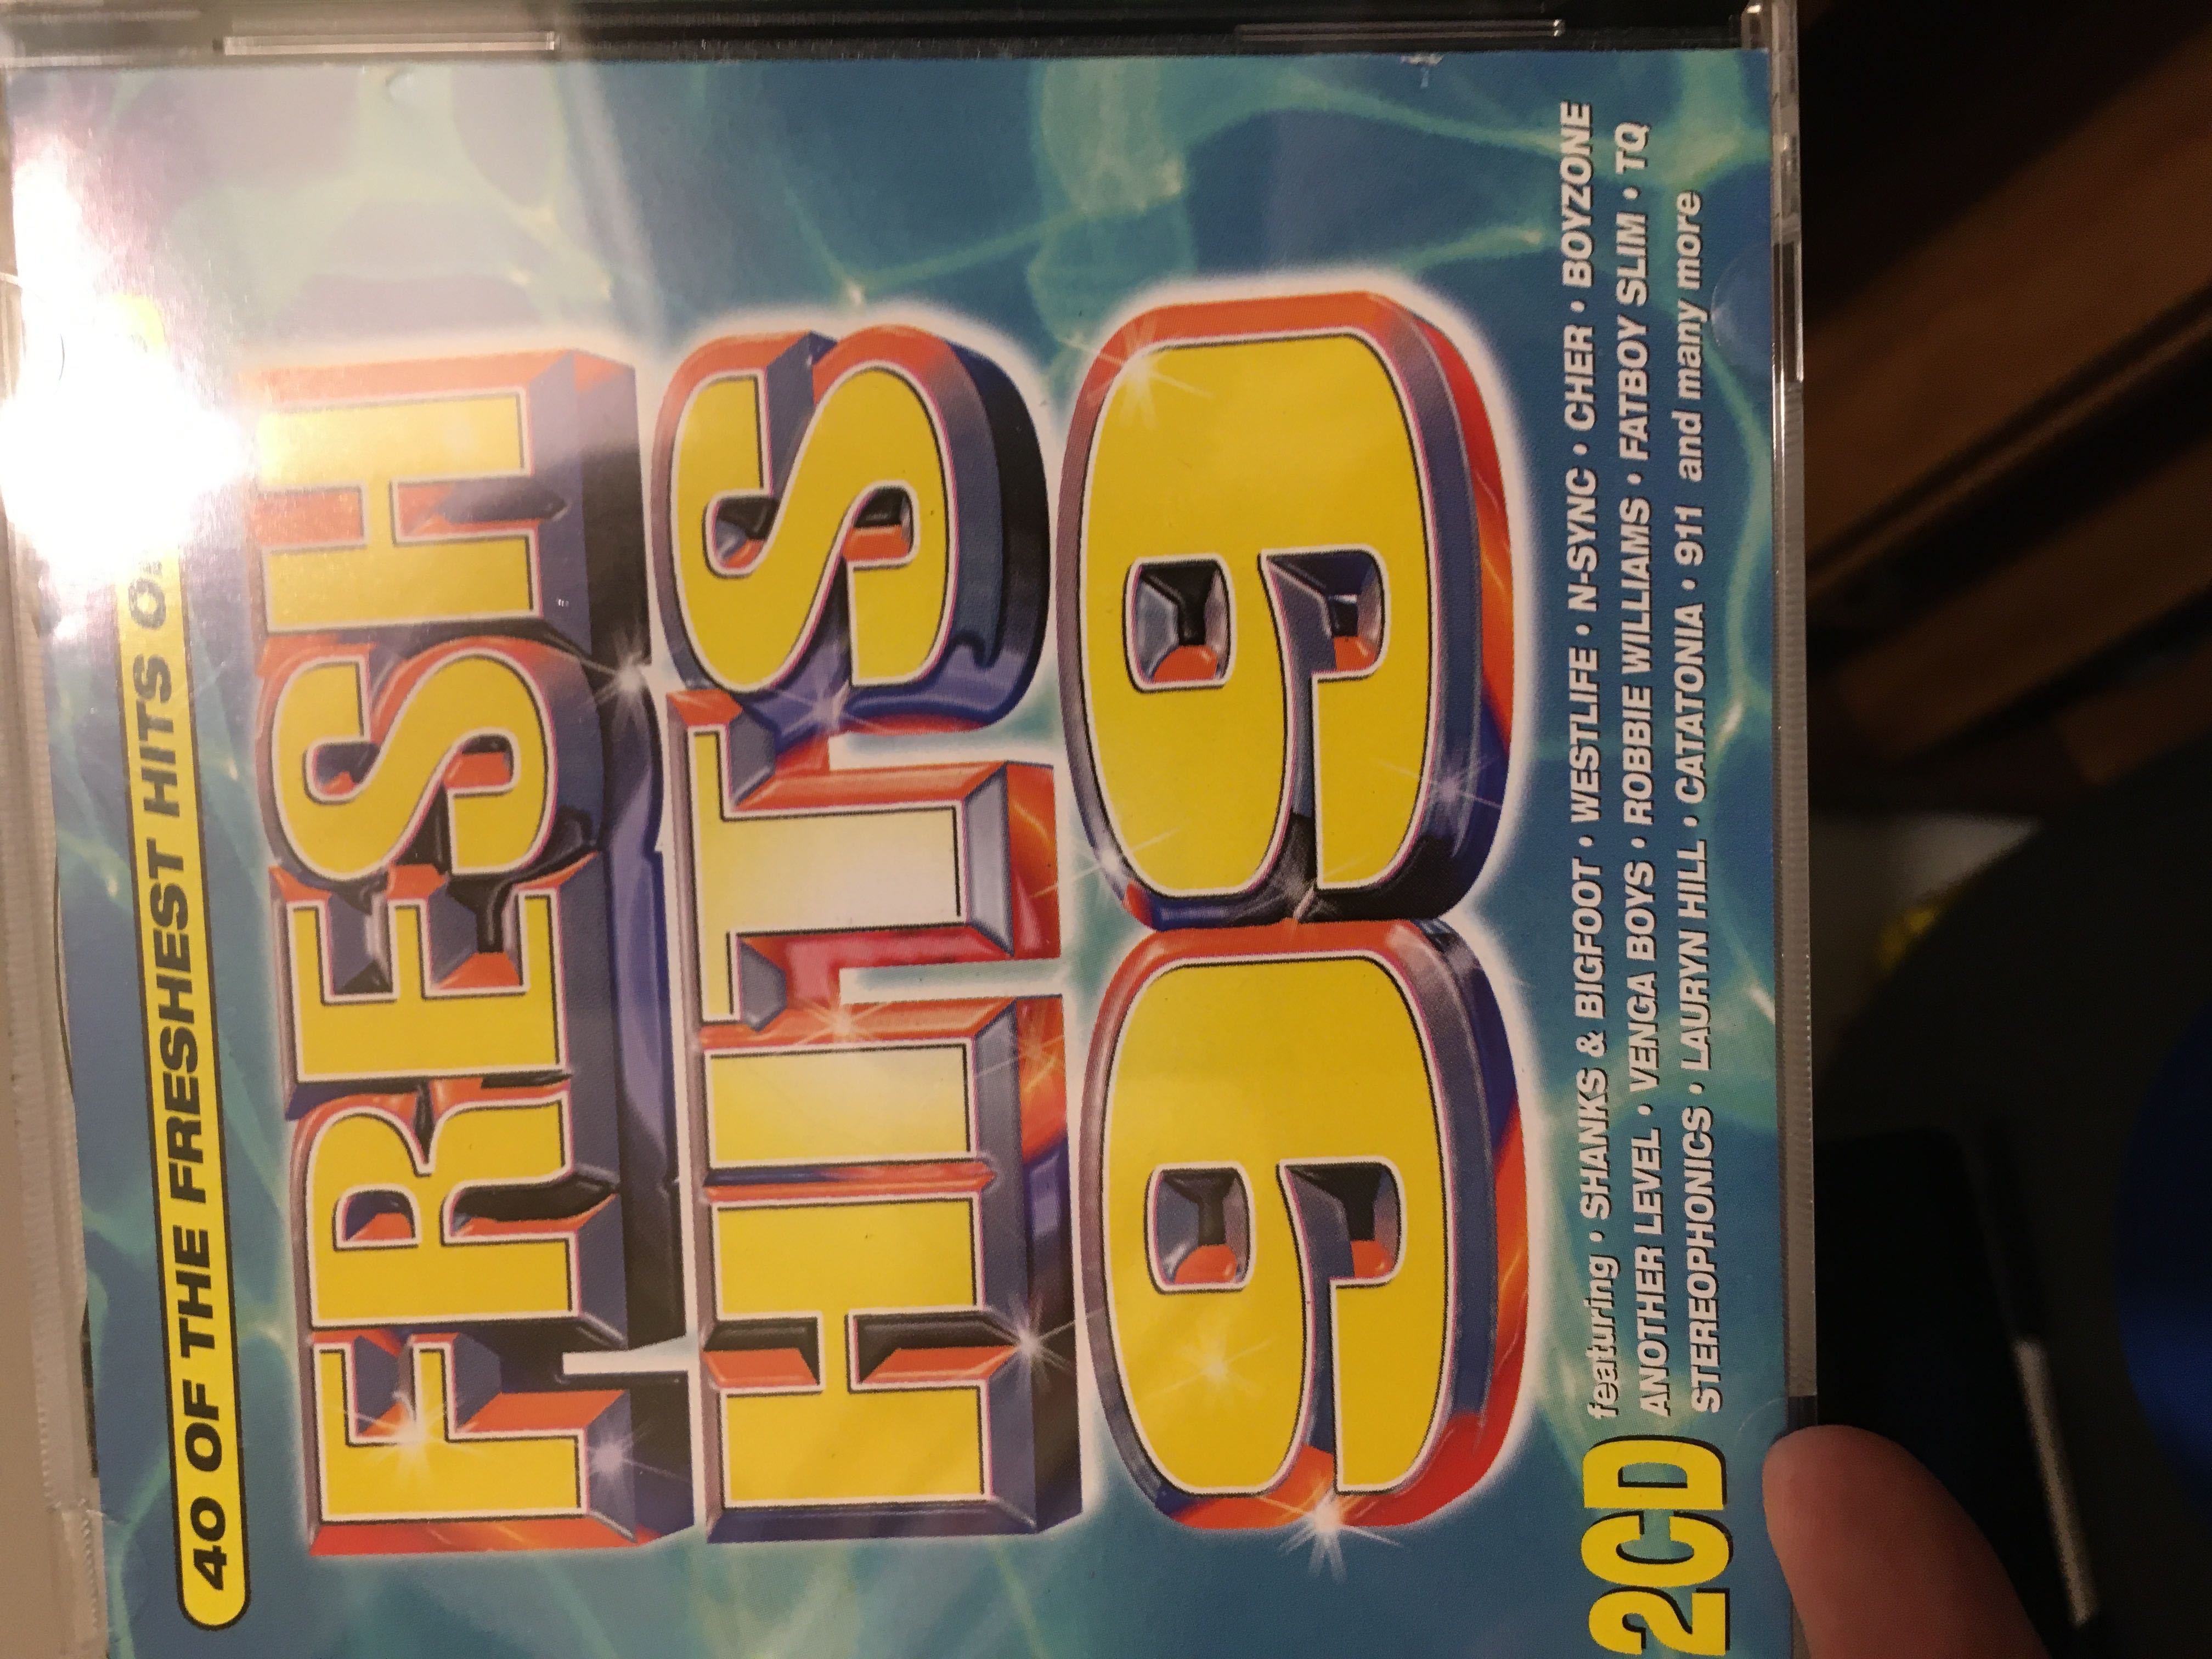 40 OF THE FRESHEST HITS
FRESH
HITS
99
2CD
featuring • SHANKS & BIGFOOT • WESTLIFE • N-SYNC • CHER • BOYZONE
ANOTHER LEVEL • VENGA BOYS • ROBBIE WILLIAMS • FATBOY SLIM • TQ
STEREOPHONICS • LAURYN HILL • CATATONIA • 911 and many more